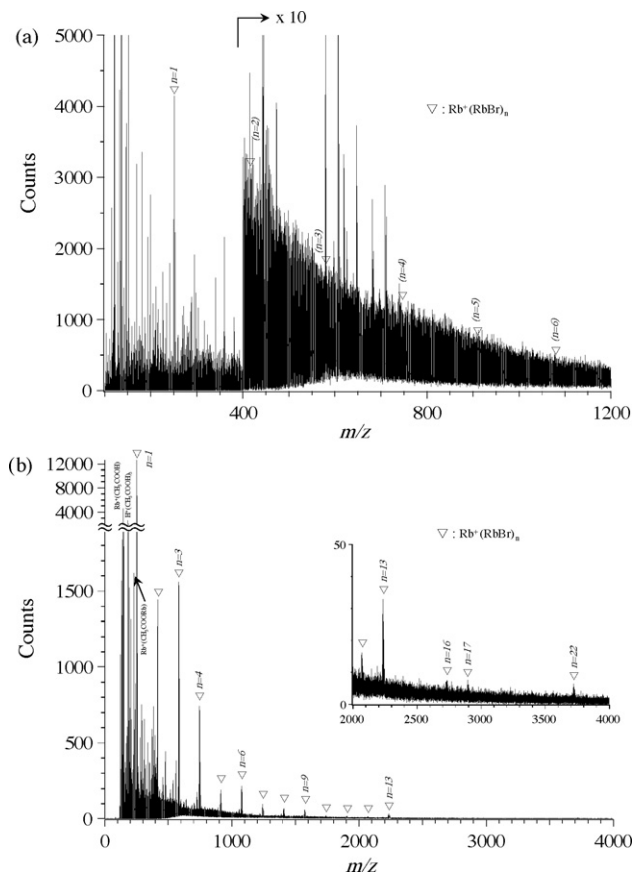 (a)
x 10
5000
4000
3000
2000
1000
0
Counts
n=1
(n=2)
(n=3)
(n=4)
(n=5)
(n=6)
▽ : Rb⁺(RbBr)ₙ
400
800
1200
m/z
(b)
12000
8000
4000
1500
1000
500
0
Counts
Rb⁺(CH₃COOH)
n=1
Rb⁺(CH₃COORb)
n=3
n=4
n=6
n=9
n=13
▽ : Rb⁺(RbBr)ₙ
50
0
n=13
n=16
n=17
n=22
2000
2500
3000
3500
4000
0
1000
2000
3000
4000
m/z